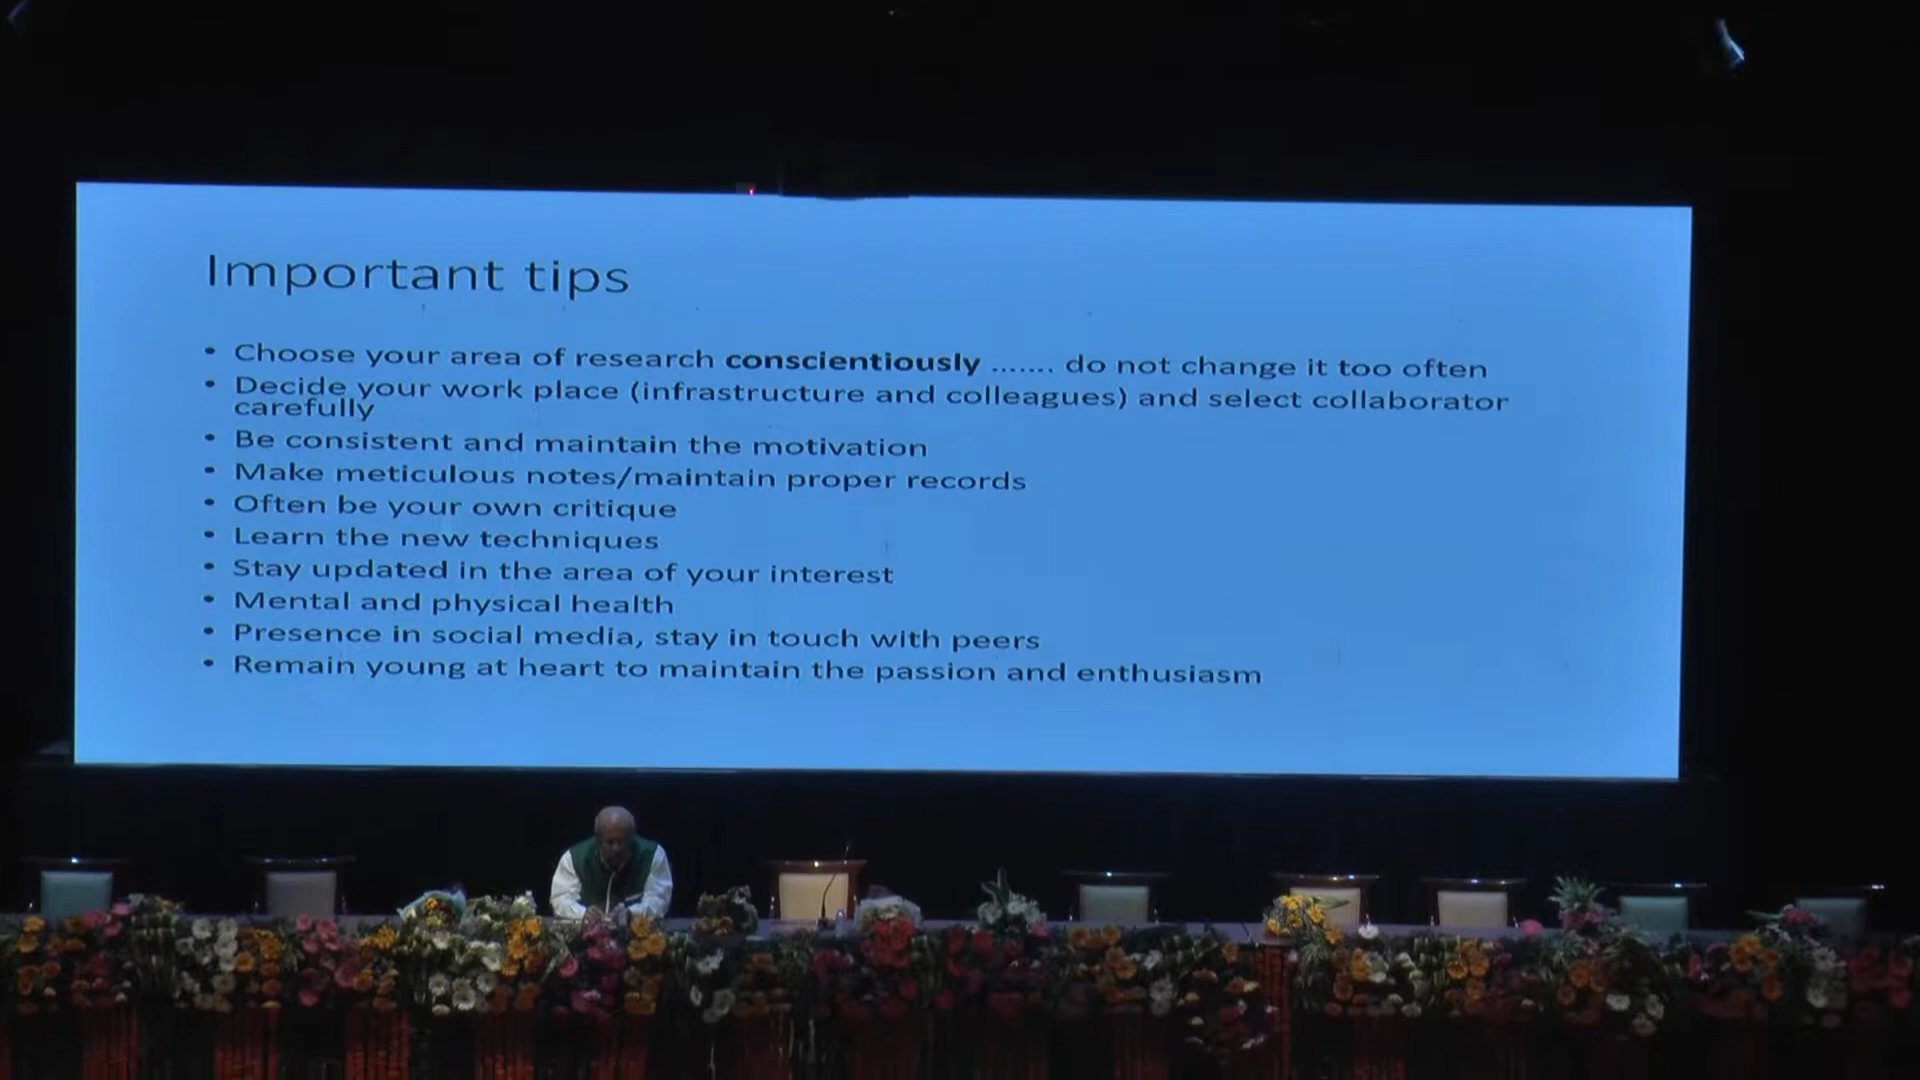 Important tips
• Choose your area of research conscientiously ....... do not change it too often
• Decide your work place (infrastructure and colleagues) and select collaborator
carefully
• Be consistent and maintain the motivation
• Make meticulous notes/maintain proper records
• Often be your own critique
• Learn the new techniques
• Stay updated in the area of your interest
• Mental and physical health
• Presence in social media, stay in touch with peers
• Remain young at heart to maintain the passion and enthusiasm